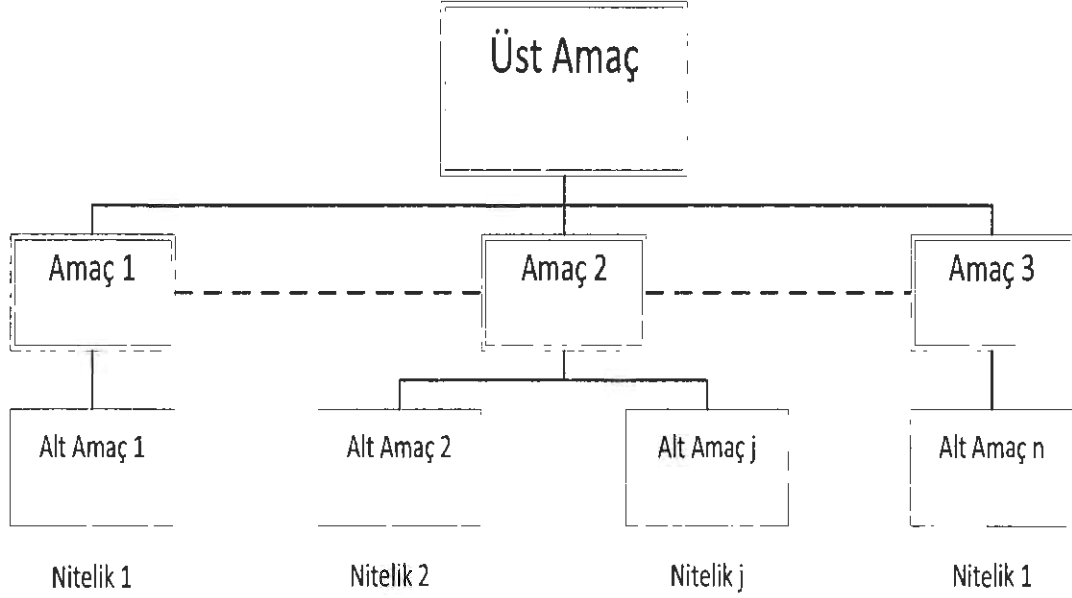 Üst Amaç
Amaç 1
Amaç 2
Amaç 3
Alt Amaç 1
Alt Amaç 2
Alt Amaç j
Alt Amaç n
Nitelik 1
Nitelik 2
Nitelik j
Nitelik 1